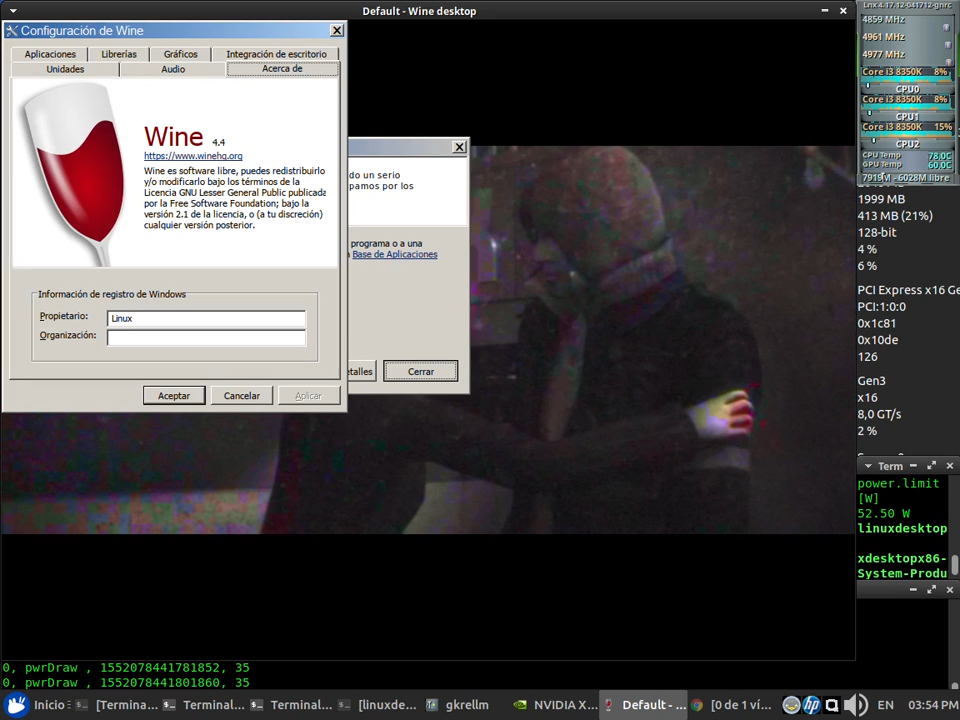 Default - Wine desktop
Configuración de Wine
Aplicaciones
Librerías
Gráficos
Integración de escritorio
Unidades
Audio
Acerca de
Wine 4.4
https://www.winehq.org
Wine es software libre, puedes redistribuirlo
y/o modificarlo bajo los términos de la
Licencia GNU Lesser General Public publicada
por la Free Software Foundation; bajo la
versión 2.1 de la licencia, o (a tu discreción)
cualquier versión posterior.
Información de registro de Windows
Propietario:
Linux
Organización:
Aceptar
Cancelar
Aplicar
do un serio
pamos por los
programa o a una
Base de Aplicaciones
etalles
Cerrar
Lnx 4.17.12-041712-gnrc
4859 MHz
4961 MHz
4977 MHz
Core i3 8350K 8%
CPU0
Core i3 8350K 8%
CPU1
Core i3 8350K 15%
CPU2
CPU Temp 78,0C
GPU Temp 60,0C
7919M - 6028M libre
1999 MB
413 MB (21%)
128-bit
4 %
6 %
PCI Express x16 Ge
PCI:1:0:0
0x1c81
0x10de
126
Gen3
x16
8,0 GT/s
2 %
Term
power.limit
[W]
52.50 W
linuxdesktop
xdesktopx86-
System-Produ
0, pwrDraw , 1552078441781852, 35
0, pwrDraw , 1552078441801860, 35
Inicio
[Termina...
Termina...
Termina...
[linuxde...
gkrellm
NVIDIA X...
Default - ...
[0 de 1 ví...
EN
03:54 PM